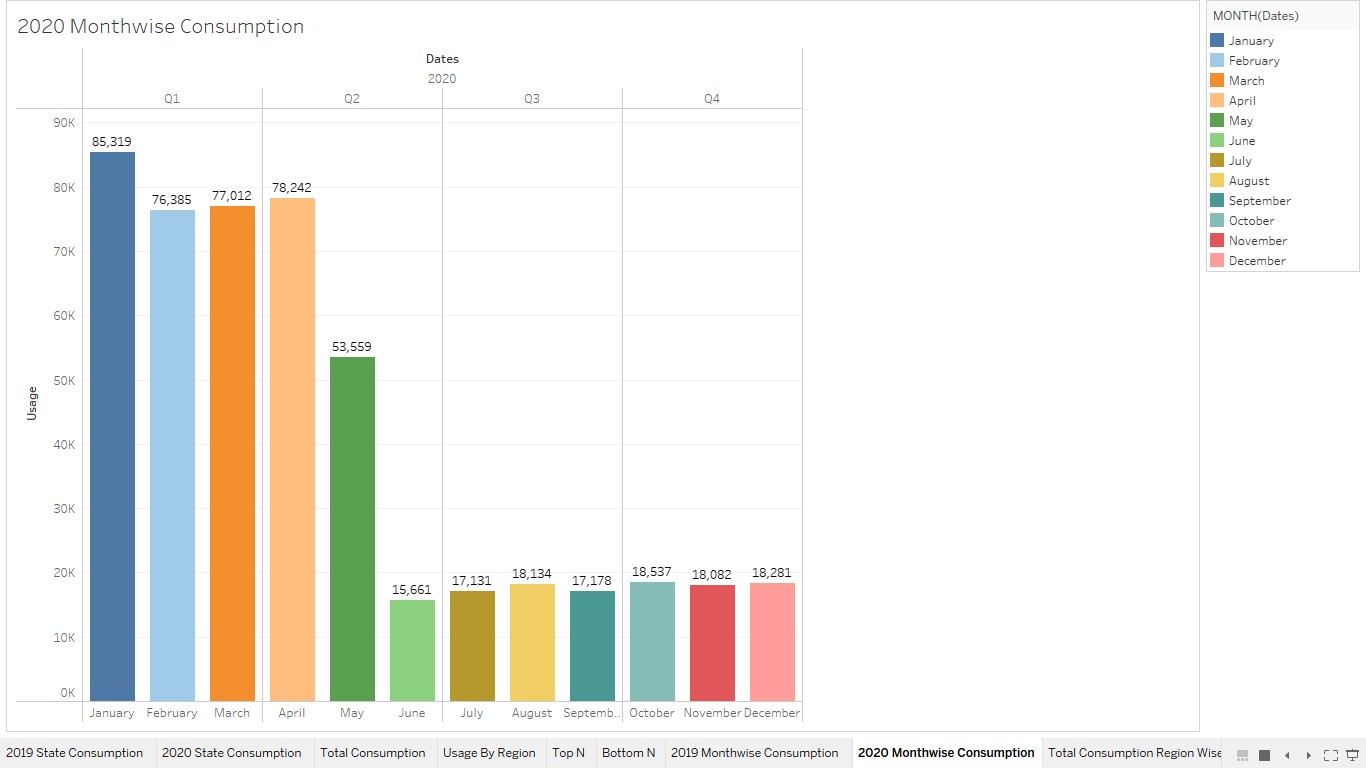 2020 Monthwise Consumption
Dates
2020
Q1 Q2 Q3 Q4
90K
80K
70K
60K
50K
40K
30K
20K
10K
0K
Usage
85,319
76,385
77,012
78,242
53,559
15,661
17,131
18,134
17,178
18,537
18,082
18,281
January February March April May June July August Septemb.. October November December
MONTH(Dates)
January
February
March
April
May
June
July
August
September
October
November
December
2019 State Consumption 2020 State Consumption Total Consumption Usage By Region Top N Bottom N 2019 Monthwise Consumption 2020 Monthwise Consumption Total Consumption Region Wise